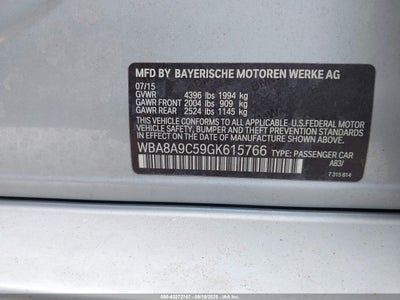 MFD BY BAYERISCHE MOTOREN WERKE AG
07/15
GVWR 4396 lbs 1994 kg
GAWR FRONT 2004 lbs 909 kg
GAWR REAR 2524 lbs 1145 kg
THIS VEHICLE CONFORMS TO ALL APPLICABLE U.S. FEDERAL MOTOR
VEHICLE SAFETY, BUMPER, AND THEFT PREVENTION STANDARDS
IN EFFECT ON THE DATE OF MANUFACTURE SHOWN ABOVE.
WBA8A9C59GK615766 TYPE: PASSENGER CAR
A83/
7 315 814